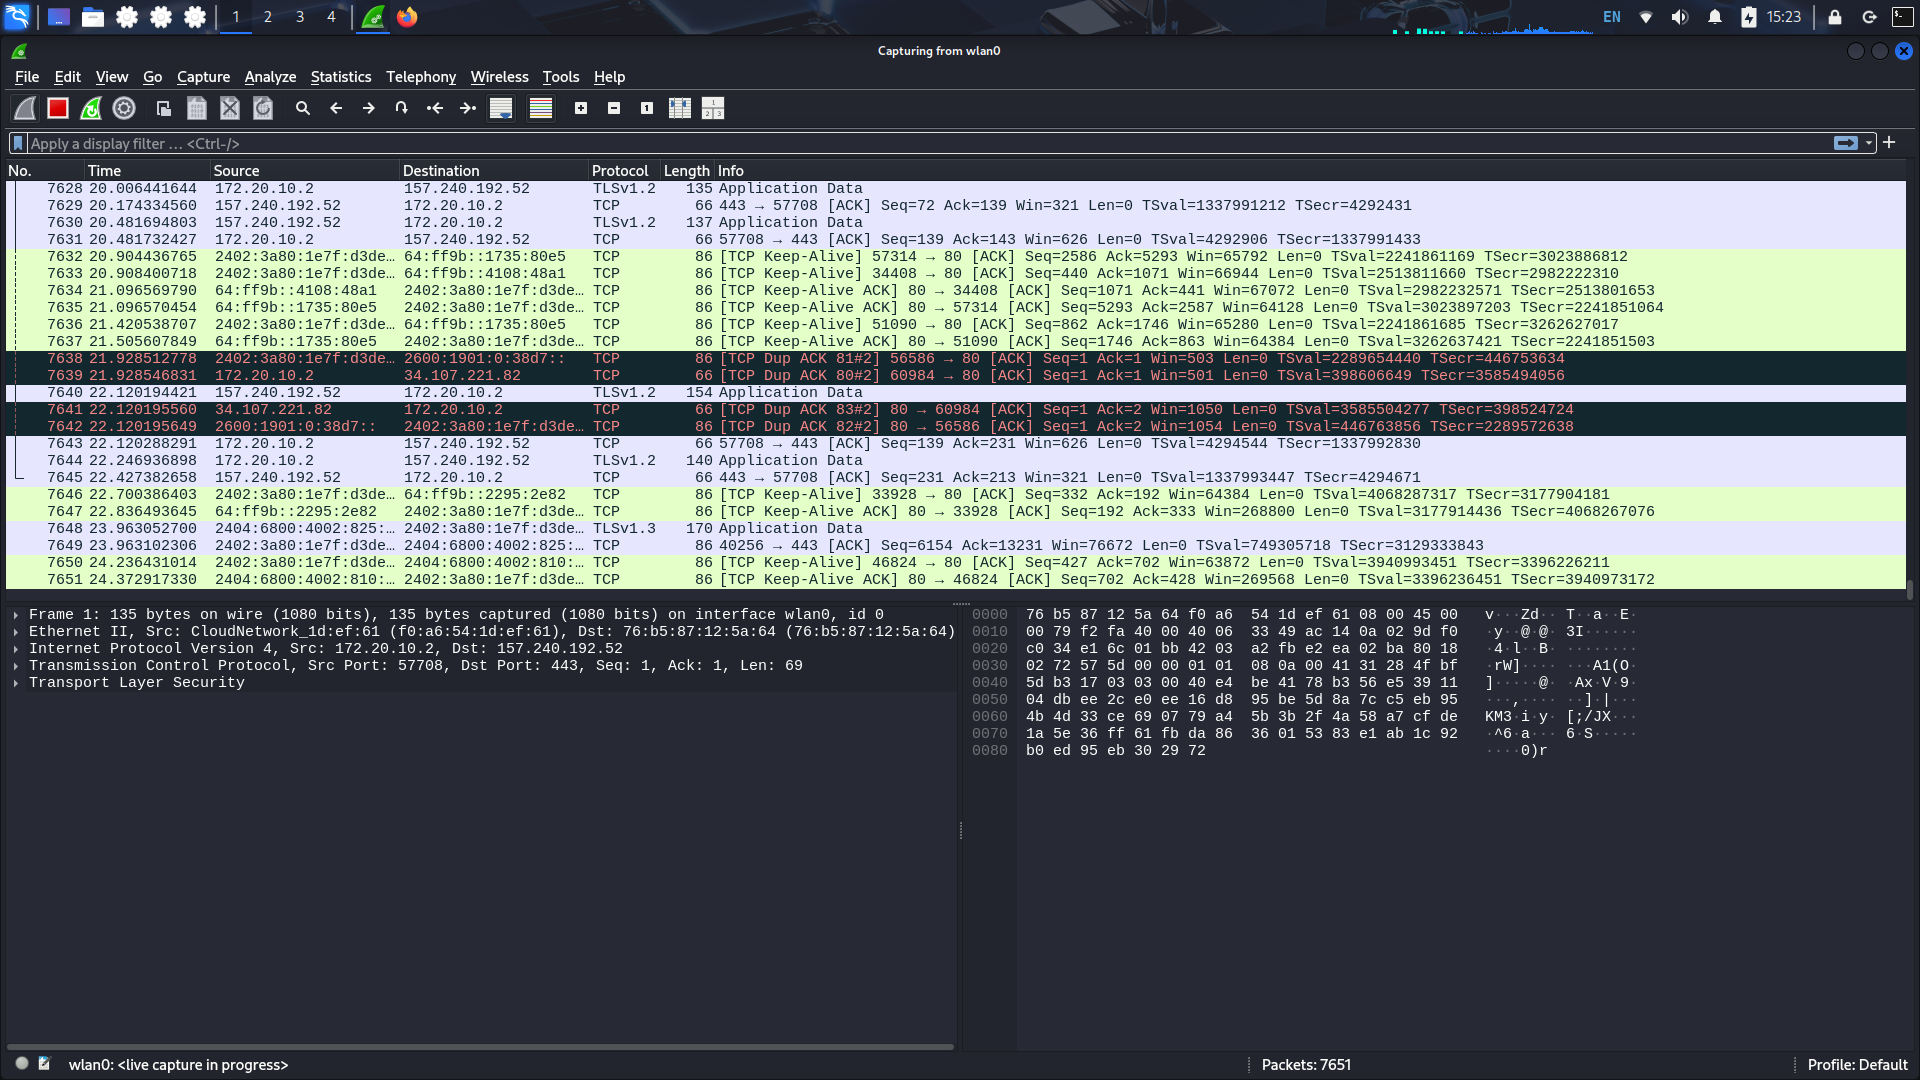 1 2 3 4 EN 15:23
Capturing from wlan0
File Edit View Go Capture Analyze Statistics Telephony Wireless Tools Help
Apply a display filter … <Ctrl-/>
No. Time Source Destination Protocol Length Info
7628 20.006441644 172.20.10.2 157.240.192.52 TLSv1.2 135 Application Data
7629 20.174334560 157.240.192.52 172.20.10.2 TCP 66 443 → 57708 [ACK] Seq=72 Ack=139 Win=321 Len=0 TSval=1337991212 TSecr=4292431
7630 20.481694803 157.240.192.52 172.20.10.2 TLSv1.2 137 Application Data
7631 20.481732427 172.20.10.2 157.240.192.52 TCP 66 57708 → 443 [ACK] Seq=139 Ack=143 Win=626 Len=0 TSval=4292906 TSecr=1337991433
7632 20.904436765 2402:3a80:1e7f:d3de… 64:ff9b::1735:80e5 TCP 86 [TCP Keep-Alive] 57314 → 80 [ACK] Seq=2586 Ack=5293 Win=65792 Len=0 TSval=2241861169 TSecr=3023886812
7633 20.908400718 2402:3a80:1e7f:d3de… 64:ff9b::4108:48a1 TCP 86 [TCP Keep-Alive] 34408 → 80 [ACK] Seq=440 Ack=1071 Win=66944 Len=0 TSval=2513811660 TSecr=2982222310
7634 21.096569790 64:ff9b::4108:48a1 2402:3a80:1e7f:d3de… TCP 86 [TCP Keep-Alive ACK] 80 → 34408 [ACK] Seq=1071 Ack=441 Win=67072 Len=0 TSval=2982232571 TSecr=2513801653
7635 21.096570454 64:ff9b::1735:80e5 2402:3a80:1e7f:d3de… TCP 86 [TCP Keep-Alive ACK] 80 → 57314 [ACK] Seq=5293 Ack=2587 Win=64128 Len=0 TSval=3023897203 TSecr=2241851064
7636 21.420538707 2402:3a80:1e7f:d3de… 64:ff9b::1735:80e5 TCP 86 [TCP Keep-Alive] 51090 → 80 [ACK] Seq=862 Ack=1746 Win=65280 Len=0 TSval=2241861685 TSecr=3262627017
7637 21.505607849 64:ff9b::1735:80e5 2402:3a80:1e7f:d3de… TCP 86 [TCP Keep-Alive ACK] 80 → 51090 [ACK] Seq=1746 Ack=863 Win=64384 Len=0 TSval=3262637421 TSecr=2241851503
7638 21.928512778 2402:3a80:1e7f:d3de… 2600:1901:0:38d7:: TCP 86 [TCP Dup ACK 81#2] 56586 → 80 [ACK] Seq=1 Ack=1 Win=503 Len=0 TSval=2289654440 TSecr=446753634
7639 21.928546831 172.20.10.2 34.107.221.82 TCP 66 [TCP Dup ACK 80#2] 60984 → 80 [ACK] Seq=1 Ack=1 Win=501 Len=0 TSval=398606649 TSecr=3585494056
7640 22.120194421 157.240.192.52 172.20.10.2 TLSv1.2 154 Application Data
7641 22.120195560 34.107.221.82 172.20.10.2 TCP 66 [TCP Dup ACK 83#2] 80 → 60984 [ACK] Seq=1 Ack=2 Win=1050 Len=0 TSval=3585504277 TSecr=398524724
7642 22.120195649 2600:1901:0:38d7:: 2402:3a80:1e7f:d3de… TCP 86 [TCP Dup ACK 82#2] 80 → 56586 [ACK] Seq=1 Ack=2 Win=1054 Len=0 TSval=446763856 TSecr=2289572638
7643 22.120288291 172.20.10.2 157.240.192.52 TCP 66 57708 → 443 [ACK] Seq=139 Ack=231 Win=626 Len=0 TSval=4294544 TSecr=1337992830
7644 22.246936898 172.20.10.2 157.240.192.52 TLSv1.2 140 Application Data
7645 22.427382658 157.240.192.52 172.20.10.2 TCP 66 443 → 57708 [ACK] Seq=231 Ack=213 Win=321 Len=0 TSval=1337993447 TSecr=4294671
7646 22.700386403 2402:3a80:1e7f:d3de… 64:ff9b::2295:2e82 TCP 86 [TCP Keep-Alive] 33928 → 80 [ACK] Seq=332 Ack=192 Win=64384 Len=0 TSval=4068287317 TSecr=3177904181
7647 22.836493645 64:ff9b::2295:2e82 2402:3a80:1e7f:d3de… TCP 86 [TCP Keep-Alive ACK] 80 → 33928 [ACK] Seq=192 Ack=333 Win=268800 Len=0 TSval=3177914436 TSecr=4068267076
7648 23.963052700 2404:6800:4002:825:… 2402:3a80:1e7f:d3de… TLSv1.3 170 Application Data
7649 23.963102306 2402:3a80:1e7f:d3de… 2404:6800:4002:825:… TCP 86 40256 → 443 [ACK] Seq=6154 Ack=13231 Win=76672 Len=0 TSval=749305718 TSecr=3129333843
7650 24.236431014 2402:3a80:1e7f:d3de… 2404:6800:4002:810:… TCP 86 [TCP Keep-Alive] 46824 → 80 [ACK] Seq=427 Ack=702 Win=63872 Len=0 TSval=3940993451 TSecr=3396226211
7651 24.372917330 2404:6800:4002:810:… 2402:3a80:1e7f:d3de… TCP 86 [TCP Keep-Alive ACK] 80 → 46824 [ACK] Seq=702 Ack=428 Win=269568 Len=0 TSval=3396236451 TSecr=3940973172
Frame 1: 135 bytes on wire (1080 bits), 135 bytes captured (1080 bits) on interface wlan0, id 0
Ethernet II, Src: CloudNetwork_1d:ef:61 (f0:a6:54:1d:ef:61), Dst: 76:b5:87:12:5a:64 (76:b5:87:12:5a:64)
Internet Protocol Version 4, Src: 172.20.10.2, Dst: 157.240.192.52
Transmission Control Protocol, Src Port: 57708, Dst Port: 443, Seq: 1, Ack: 1, Len: 69
Transport Layer Security
0000 76 b5 87 12 5a 64 f0 a6 54 1d ef 61 08 00 45 00 v···Zd·· T··a··E·
0010 00 79 f2 fa 40 00 40 06 33 49 ac 14 0a 02 9d f0 ·y··@·@· 3I······
0020 c0 34 e1 6c 01 bb 42 03 a2 fb e2 ea 02 ba 80 18 ·4·l··B· ········
0030 02 72 57 5d 00 00 01 01 08 0a 00 41 31 28 4f bf ·rW]···· ···A1(O·
0040 5d b3 17 03 03 00 40 e4 be 41 78 b3 56 e5 39 11 ]·····@· ·Ax·V·9·
0050 04 db ee 2c e0 ee 16 d8 95 be 5d 8a 7c c5 eb 95 ···,···· ··]·|···
0060 4b 4d 33 ce 69 07 79 a4 5b 3b 2f 4a 58 a7 cf de KM3·i·y· [;/JX···
0070 1a 5e 36 ff 61 fb da 86 36 01 53 83 e1 ab 1c 92 ·^6·a··· 6·S·····
0080 b0 ed 95 eb 30 29 72 ····0)r
wlan0: <live capture in progress> Packets: 7651 Profile: Default